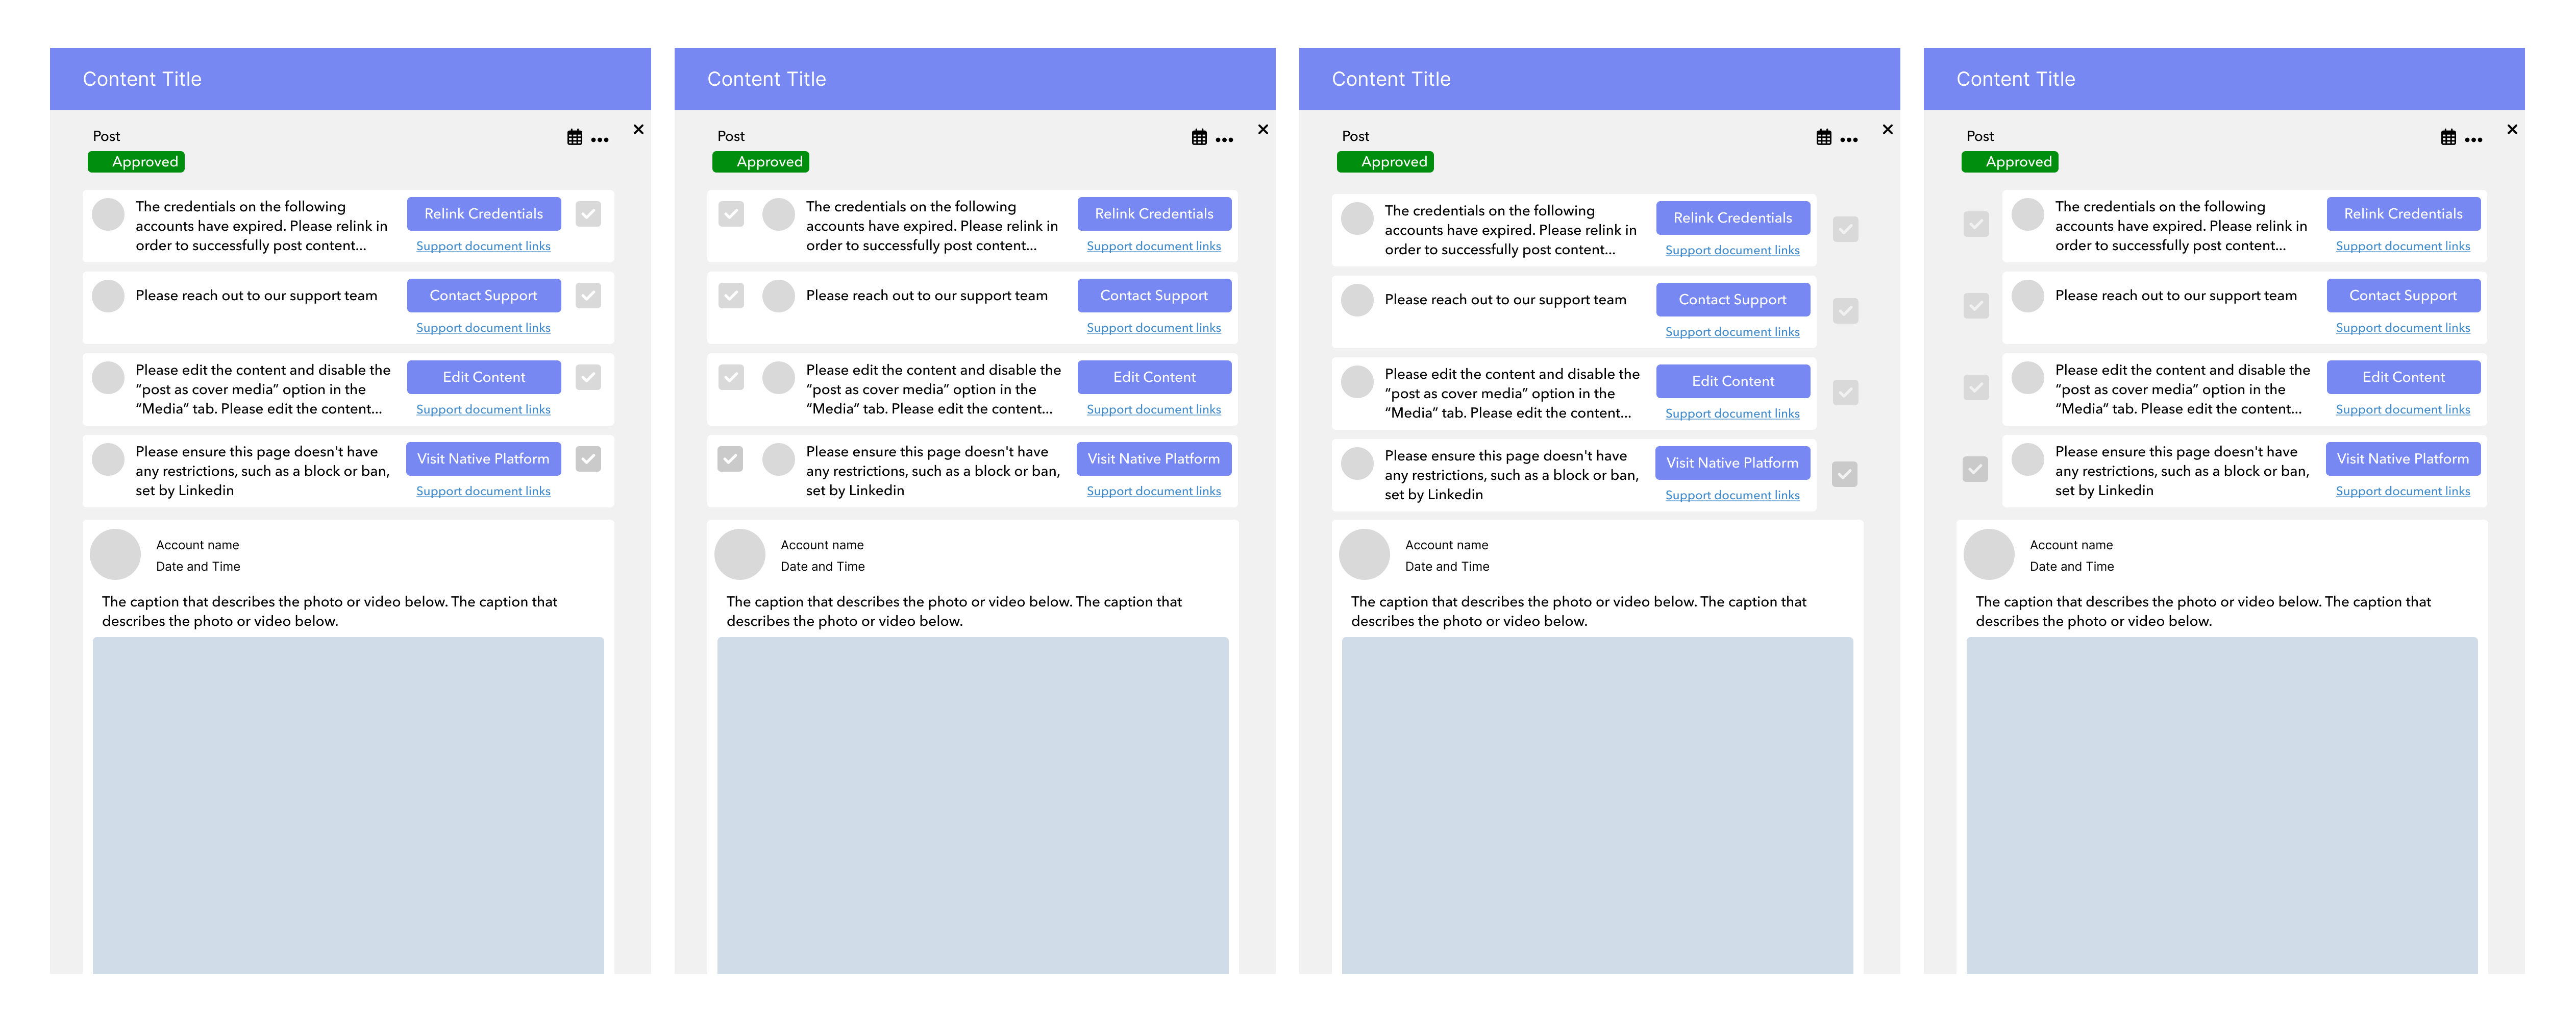 Content Title
Post
Approved
The credentials on the following
accounts have expired. Please relink in
order to successfully post content...
Relink Credentials
Support document links
Please reach out to our support team
Contact Support
Support document links
Please edit the content and disable the
“post as cover media” option in the
“Media” tab. Please edit the content...
Edit Content
Support document links
Please ensure this page doesn't have
any restrictions, such as a block or ban,
set by Linkedin
Visit Native Platform
Support document links
Account name
Date and Time
The caption that describes the photo or video below. The caption that
describes the photo or video below.
Content Title
Post
Approved
The credentials on the following
accounts have expired. Please relink in
order to successfully post content...
Relink Credentials
Support document links
Please reach out to our support team
Contact Support
Support document links
Please edit the content and disable the
“post as cover media” option in the
“Media” tab. Please edit the content...
Edit Content
Support document links
Please ensure this page doesn't have
any restrictions, such as a block or ban,
set by Linkedin
Visit Native Platform
Support document links
Account name
Date and Time
The caption that describes the photo or video below. The caption that
describes the photo or video below.
Content Title
Post
Approved
The credentials on the following
accounts have expired. Please relink in
order to successfully post content...
Relink Credentials
Support document links
Please reach out to our support team
Contact Support
Support document links
Please edit the content and disable the
“post as cover media” option in the
“Media” tab. Please edit the content...
Edit Content
Support document links
Please ensure this page doesn't have
any restrictions, such as a block or ban,
set by Linkedin
Visit Native Platform
Support document links
Account name
Date and Time
The caption that describes the photo or video below. The caption that
describes the photo or video below.
Content Title
Post
Approved
The credentials on the following
accounts have expired. Please relink in
order to successfully post content...
Relink Credentials
Support document links
Please reach out to our support team
Contact Support
Support document links
Please edit the content and disable the
“post as cover media” option in the
“Media” tab. Please edit the content...
Edit Content
Support document links
Please ensure this page doesn't have
any restrictions, such as a block or ban,
set by Linkedin
Visit Native Platform
Support document links
Account name
Date and Time
The caption that describes the photo or video below. The caption that
describes the photo or video below.